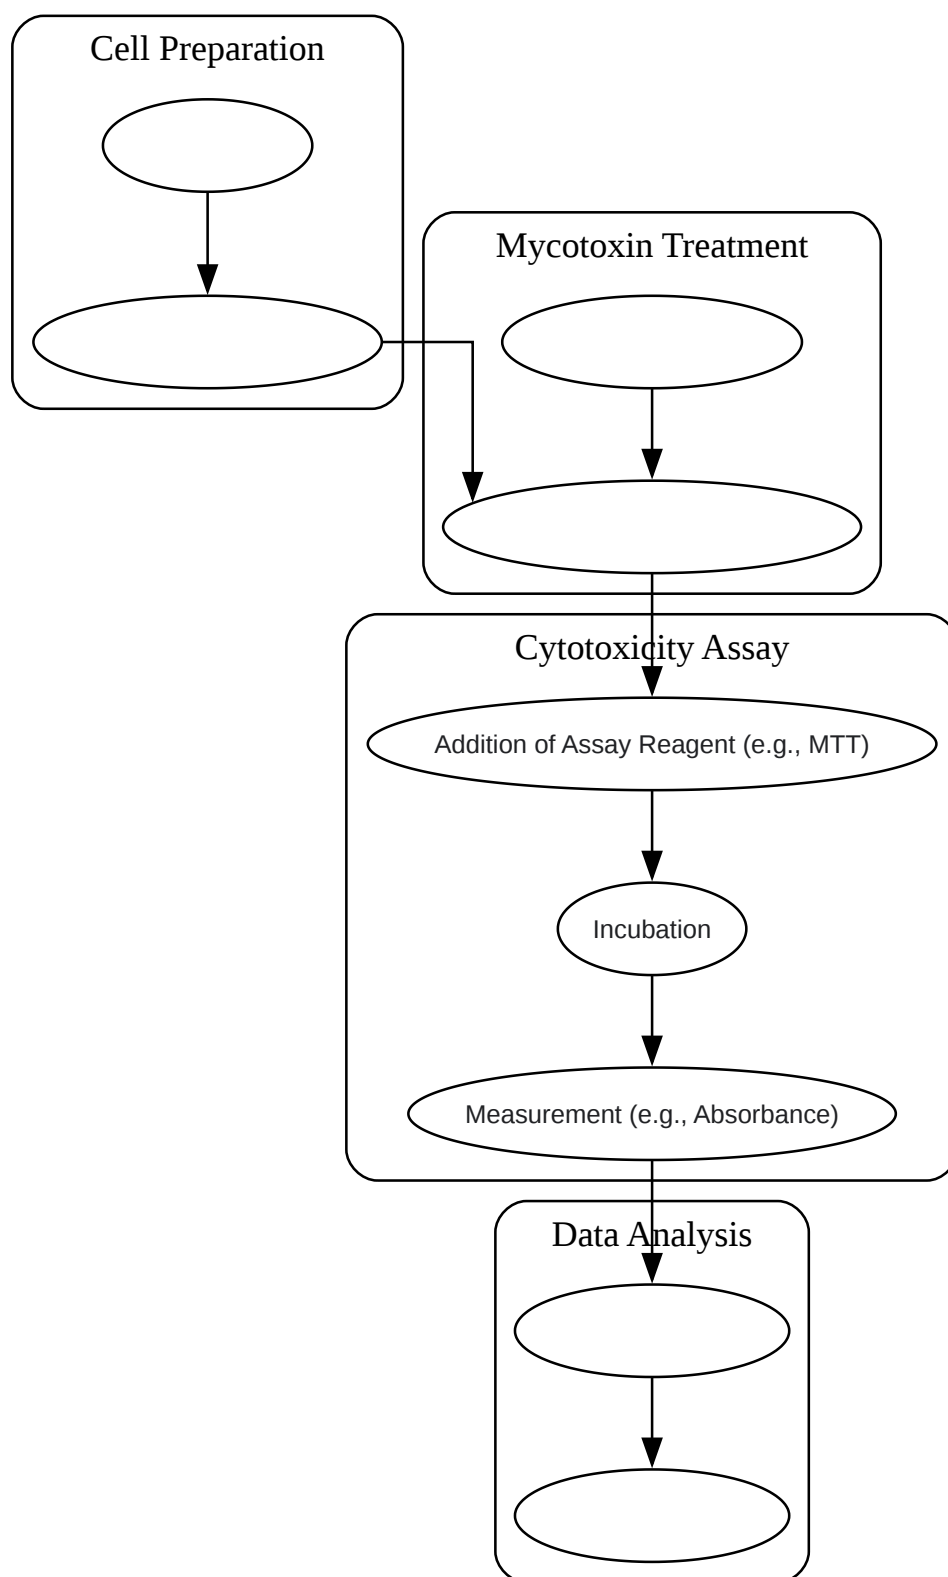 Cell Preparation
Mycotoxin Treatment
Cytotoxicity Assay
Addition of Assay Reagent (e.g., MTT)
Incubation
Measurement (e.g., Absorbance)
Data Analysis